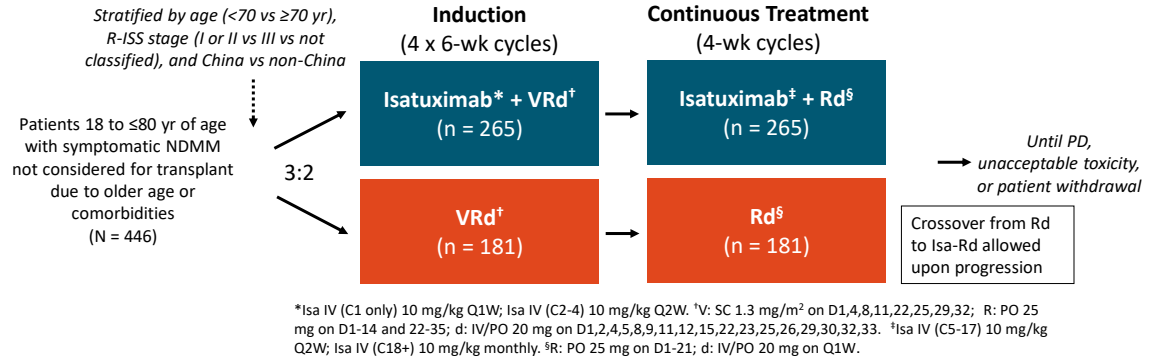 Stratified by age (<70 vs ≥70 yr),
R-ISS stage (I or II vs III vs not
classified), and China vs non-China
Patients 18 to ≤80 yr of age
with symptomatic NDMM
not considered for transplant
due to older age or
comorbidities
(N = 446)
3:2
Induction
(4 x 6-wk cycles)
Isatuximab* + VRd†
(n = 265)
VRd†
(n = 181)
Continuous Treatment
(4-wk cycles)
Isatuximab‡ + Rd§
(n = 265)
Rd§
(n = 181)
Until PD,
unacceptable toxicity,
or patient withdrawal
Crossover from Rd
to Isa-Rd allowed
upon progression
*Isa IV (C1 only) 10 mg/kg Q1W; Isa IV (C2-4) 10 mg/kg Q2W. †V: SC 1.3 mg/m² on D1,4,8,11,22,25,29,32; R: PO 25
mg on D1-14 and 22-35; d: IV/PO 20 mg on D1,2,4,5,8,9,11,12,15,22,23,25,26,29,30,32,33. ‡Isa IV (C5-17) 10 mg/kg
Q2W; Isa IV (C18+) 10 mg/kg monthly. §R: PO 25 mg on D1-21; d: IV/PO 20 mg on Q1W.